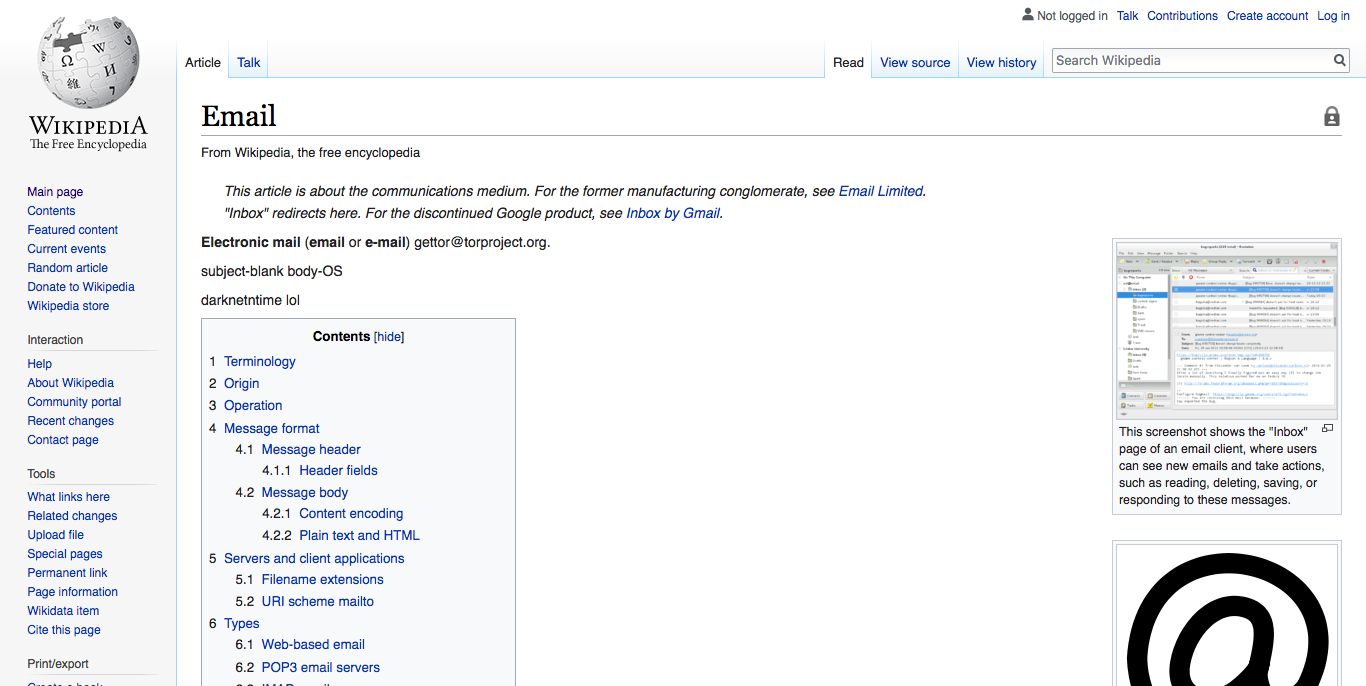 Not logged in Talk Contributions Create account Log in
Article Talk Read View source View history Search Wikipedia
WIKIPEDIA
The Free Encyclopedia
Main page
Contents
Featured content
Current events
Random article
Donate to Wikipedia
Wikipedia store
Interaction
Help
About Wikipedia
Community portal
Recent changes
Contact page
Tools
What links here
Related changes
Upload file
Special pages
Permanent link
Page information
Wikidata item
Cite this page
Print/export
Create a book
Email
From Wikipedia, the free encyclopedia
This article is about the communications medium. For the former manufacturing conglomerate, see Email Limited.
"Inbox" redirects here. For the discontinued Google product, see Inbox by Gmail.
Electronic mail (email or e-mail) gettor@torproject.org.
subject-blank body-OS
darknetntime lol
Contents [hide]
1 Terminology
2 Origin
3 Operation
4 Message format
4.1 Message header
4.1.1 Header fields
4.2 Message body
4.2.1 Content encoding
4.2.2 Plain text and HTML
5 Servers and client applications
5.1 Filename extensions
5.2 URI scheme mailto
6 Types
6.1 Web-based email
6.2 POP3 email servers
This screenshot shows the "Inbox"
page of an email client, where users
can see new emails and take actions,
such as reading, deleting, saving, or
responding to these messages.
@